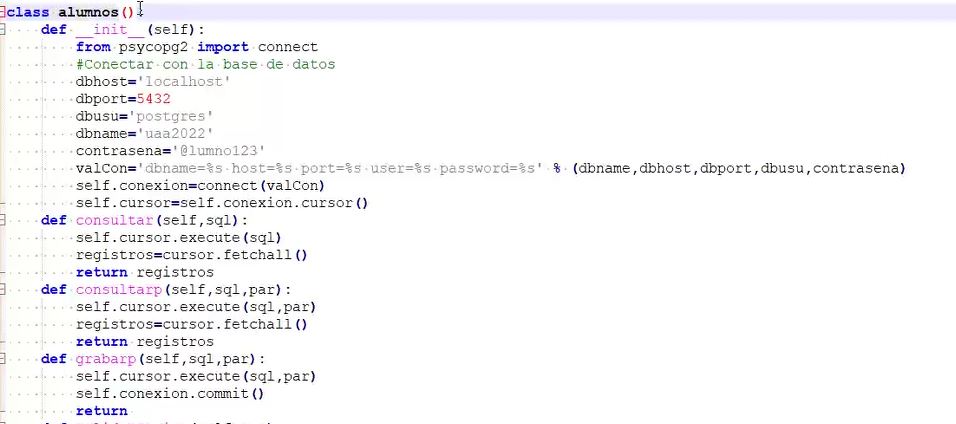 class alumnos():
def __init__(self):
from psycopg2 import connect
#Conectar con la base de datos
dbhost='localhost'
dbport=5432
dbusu='postgres'
dbname='uaa2022'
contrasena='@lumno123'
valCon='dbname=%s host=%s port=%s user=%s password=%s' % (dbname,dbhost,dbport,dbusu,contrasena)
self.conexion=connect(valCon)
self.cursor=self.conexion.cursor()
def consultar(self,sql):
self.cursor.execute(sql)
registros=cursor.fetchall()
return registros
def consultarp(self,sql,par):
self.cursor.execute(sql,par)
registros=cursor.fetchall()
return registros
def grabarp(self,sql,par):
self.cursor.execute(sql,par)
self.conexion.commit()
return